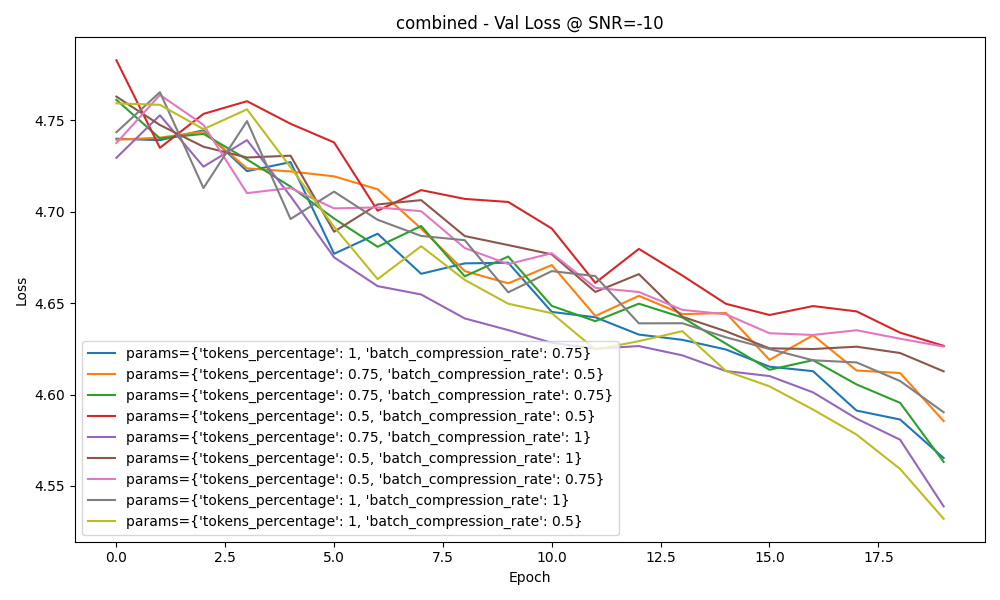 combined - Val Loss @ SNR=-10
Loss
4.75
4.70
4.65
4.60
4.55
params={'tokens_percentage': 1, 'batch_compression_rate': 0.75}
params={'tokens_percentage': 0.75, 'batch_compression_rate': 0.5}
params={'tokens_percentage': 0.75, 'batch_compression_rate': 0.75}
params={'tokens_percentage': 0.5, 'batch_compression_rate': 0.5}
params={'tokens_percentage': 0.75, 'batch_compression_rate': 1}
params={'tokens_percentage': 0.5, 'batch_compression_rate': 1}
params={'tokens_percentage': 0.5, 'batch_compression_rate': 0.75}
params={'tokens_percentage': 1, 'batch_compression_rate': 1}
params={'tokens_percentage': 1, 'batch_compression_rate': 0.5}
0.0 2.5 5.0 7.5 10.0 12.5 15.0 17.5
Epoch